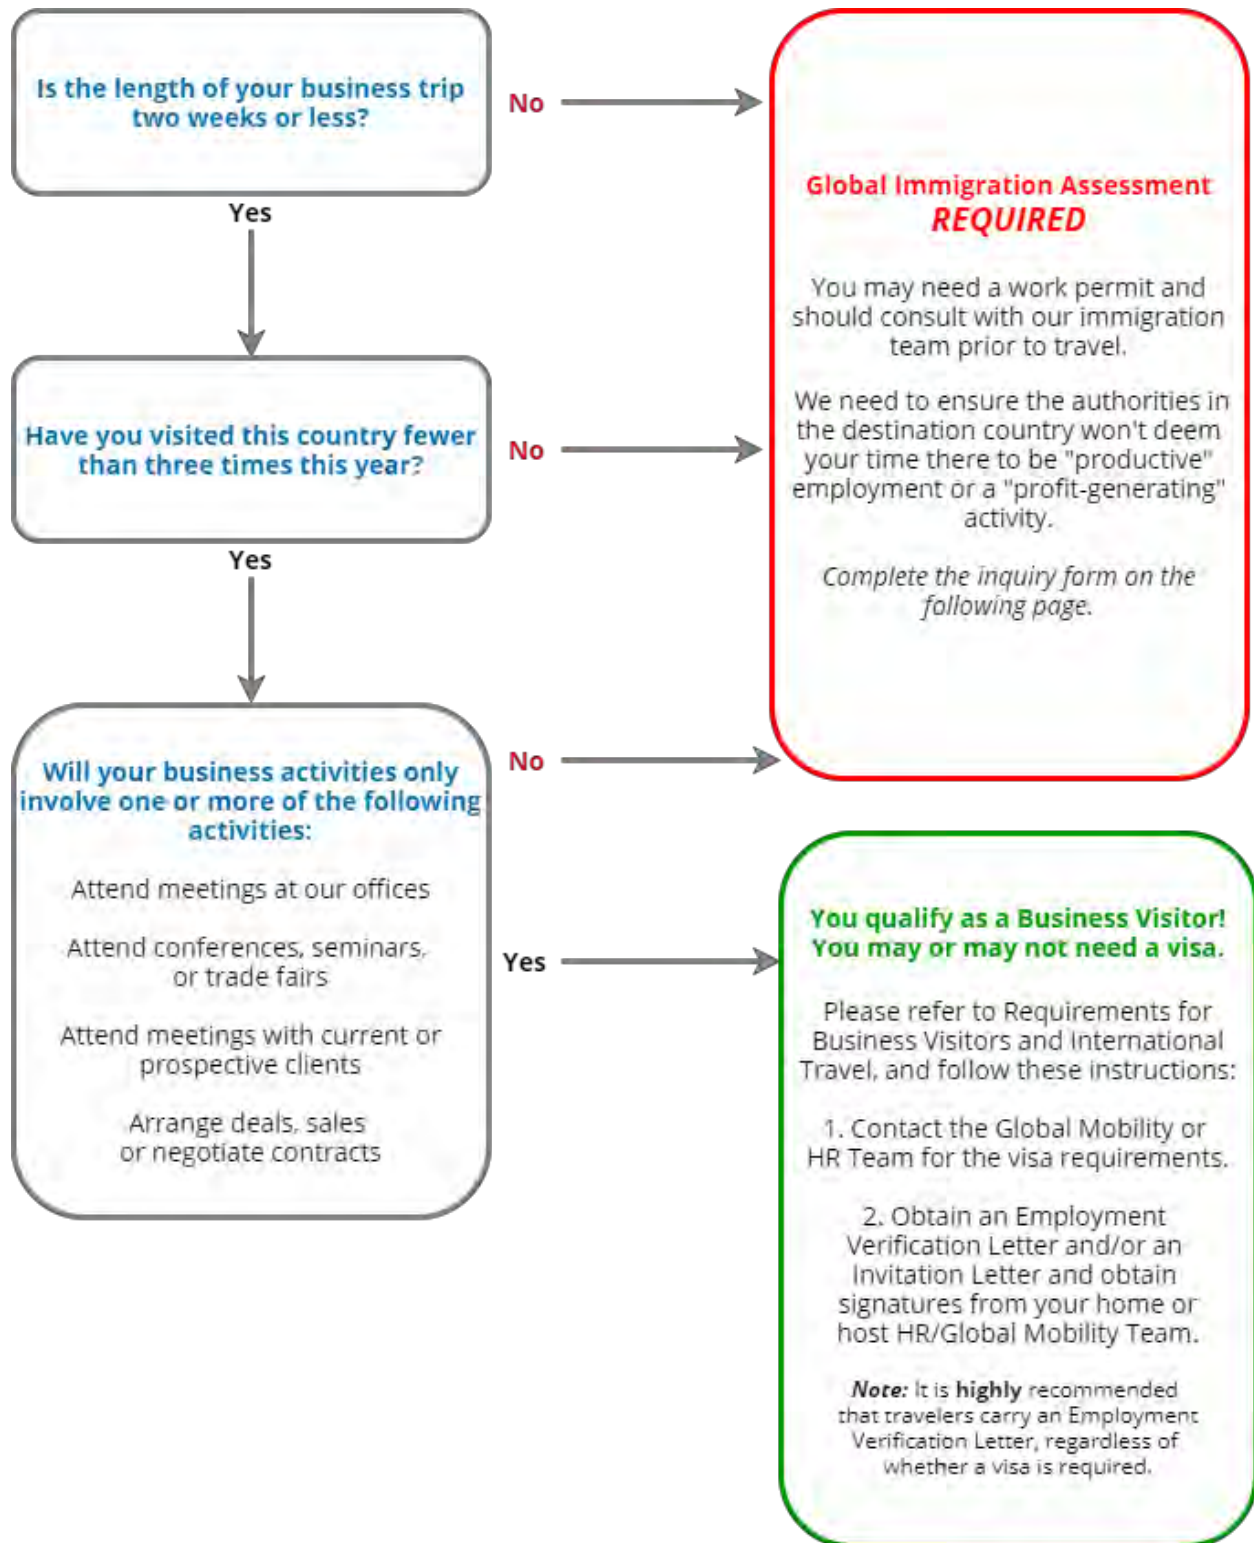 Is the length of your business trip
two weeks or less?
No
Yes
Have you visited this country fewer
than three times this year?
No
Yes
Will your business activities only
involve one or more of the following
activities:
Attend meetings at our offices
Attend conferences, seminars,
or trade fairs
Attend meetings with current or
prospective clients
Arrange deals, sales
or negotiate contracts
No
Yes
Global Immigration Assessment
REQUIRED
You may need a work permit and
should consult with our immigration
team prior to travel.
We need to ensure the authorities in
the destination country won't deem
your time there to be "productive"
employment or a "profit-generating"
activity.
Complete the inquiry form on the
following page.
You qualify as a Business Visitor!
You may or may not need a visa.
Please refer to Requirements for
Business Visitors and International
Travel, and follow these instructions:
1. Contact the Global Mobility or
HR Team for the visa requirements.
2. Obtain an Employment
Verification Letter and/or an
Invitation Letter and obtain
signatures from your home or
host HR/Global Mobility Team.
Note: It is highly recommended
that travelers carry an Employment
Verification Letter, regardless of
whether a visa is required.